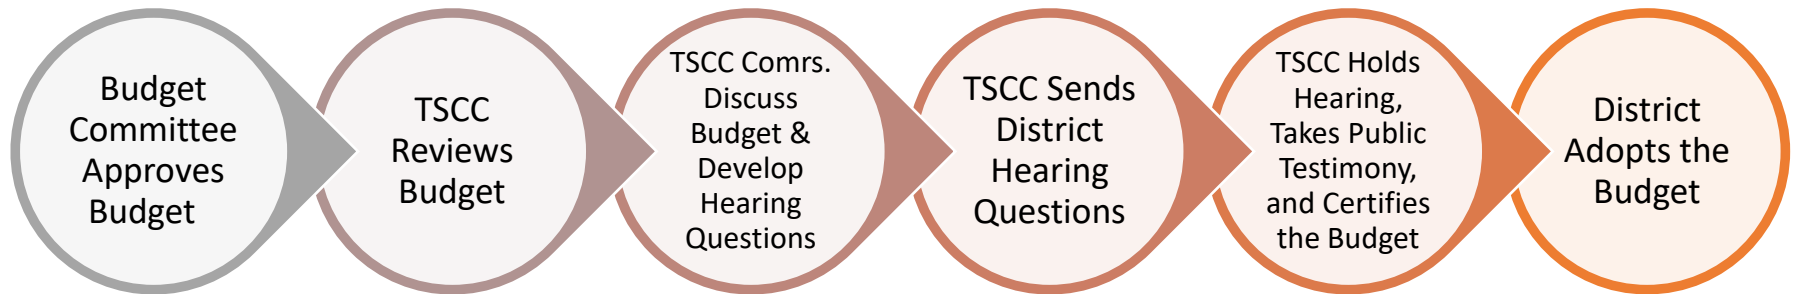 Budget
Committee
Approves
Budget
TSCC
Reviews
Budget
TSCC Comrs.
Discuss
Budget &
Develop
Hearing
Questions
TSCC Sends
District
Hearing
Questions
TSCC Holds
Hearing,
Takes Public
Testimony,
and Certifies
the Budget
District
Adopts the
Budget